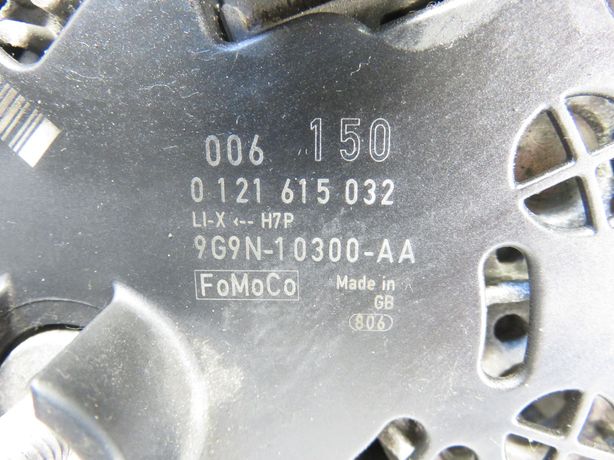 006 150
0 121 615 032
LI-X <-- H7P
9G9N-10300-AA
FoMoCo Made in
GB
806